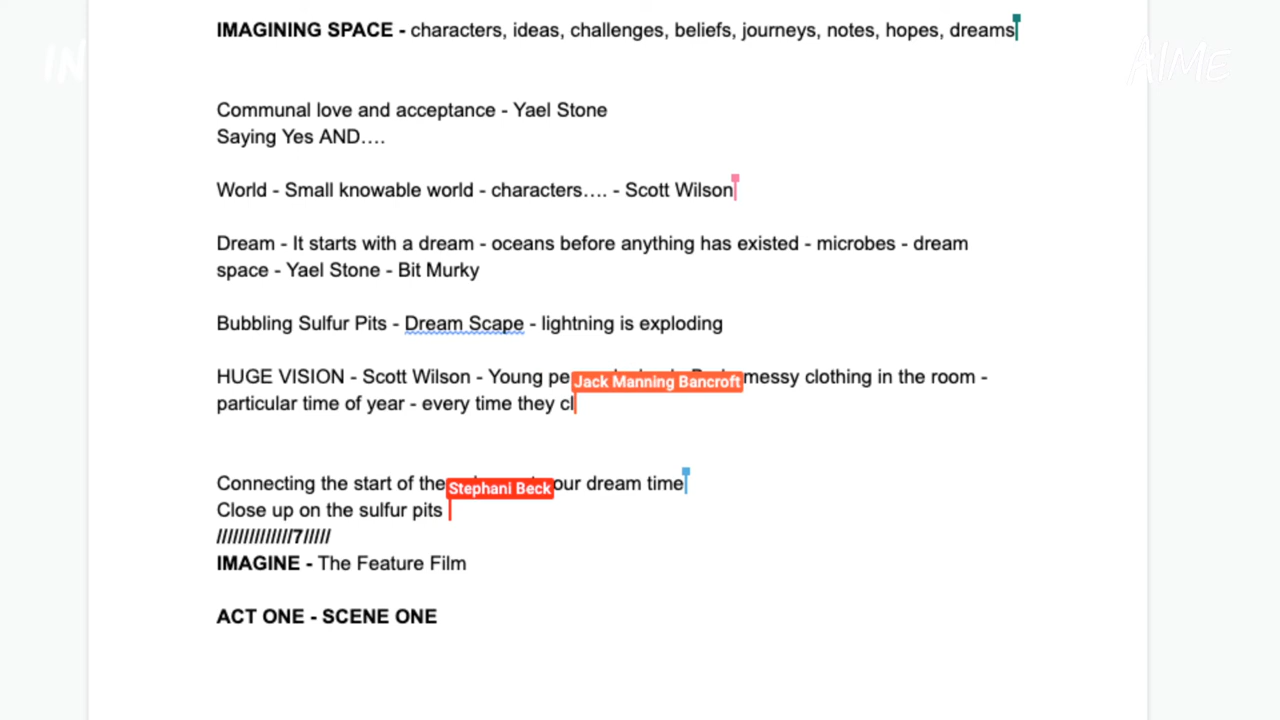 IMAGINING SPACE - characters, ideas, challenges, beliefs, journeys, notes, hopes, dreams
IN
AIME
Communal love and acceptance - Yael Stone
Saying Yes AND….
World - Small knowable world - characters…. - Scott Wilson
Dream - It starts with a dream - oceans before anything has existed - microbes - dream
space - Yael Stone - Bit Murky
Bubbling Sulfur Pits - Dream Scape - lightning is exploding
HUGE VISION - Scott Wilson - Young messy clothing in the room -
Jack Manning Bancroft
particular time of year - every time they cl
Connecting the start of the our dream time
Stephani Beck
Close up on the sulfur pits
//////////////7/////
IMAGINE - The Feature Film
ACT ONE - SCENE ONE